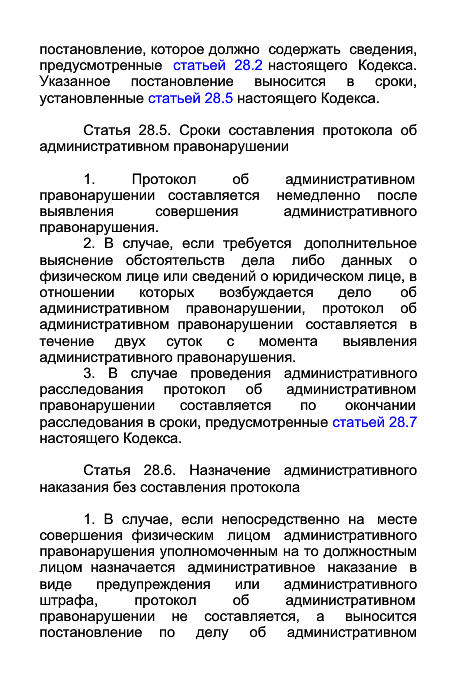 постановление, которое должно содержать сведения,
предусмотренные статьей 28.2 настоящего Кодекса.
Указанное постановление выносится в сроки,
установленные статьей 28.5 настоящего Кодекса.
Статья 28.5. Сроки составления протокола об
административном правонарушении
1. Протокол об административном
правонарушении составляется немедленно после
выявления совершения административного
правонарушения.
2. В случае, если требуется дополнительное
выяснение обстоятельств дела либо данных о
физическом лице или сведений о юридическом лице, в
отношении которых возбуждается дело об
административном правонарушении, протокол об
административном правонарушении составляется в
течение двух суток с момента выявления
административного правонарушения.
3. В случае проведения административного
расследования протокол об административном
правонарушении составляется по окончании
расследования в сроки, предусмотренные статьей 28.7
настоящего Кодекса.
Статья 28.6. Назначение административного
наказания без составления протокола
1. В случае, если непосредственно на месте
совершения физическим лицом административного
правонарушения уполномоченным на то должностным
лицом назначается административное наказание в
виде предупреждения или административного
штрафа, протокол об административном
правонарушении не составляется, а выносится
постановление по делу об административном